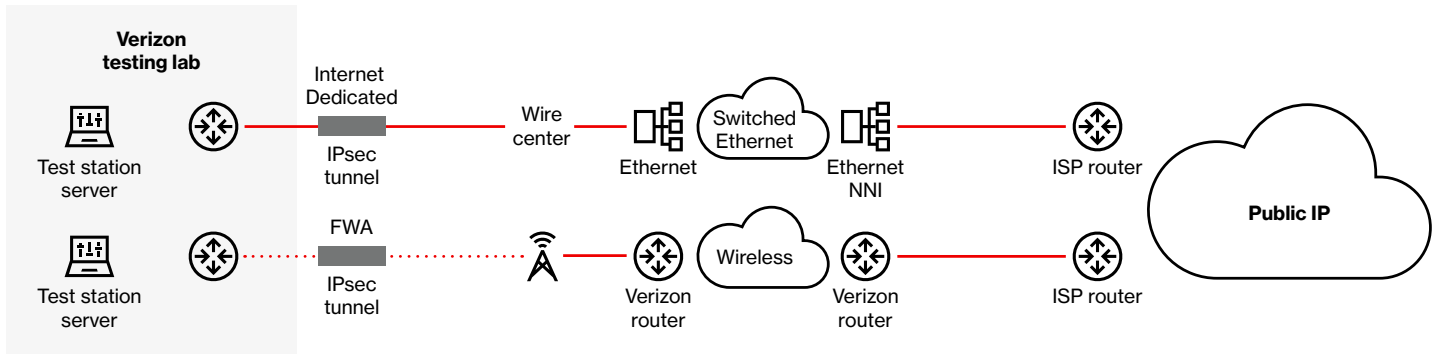 Verizon
testing lab
Internet
Dedicated
Wire
center
Switched
Ethernet
Test station
server
IPsec
tunnel
Ethernet
Ethernet
NNI
ISP router
Public IP
FWA
Wireless
Test station
server
IPsec
tunnel
Verizon
router
Verizon
router
ISP router